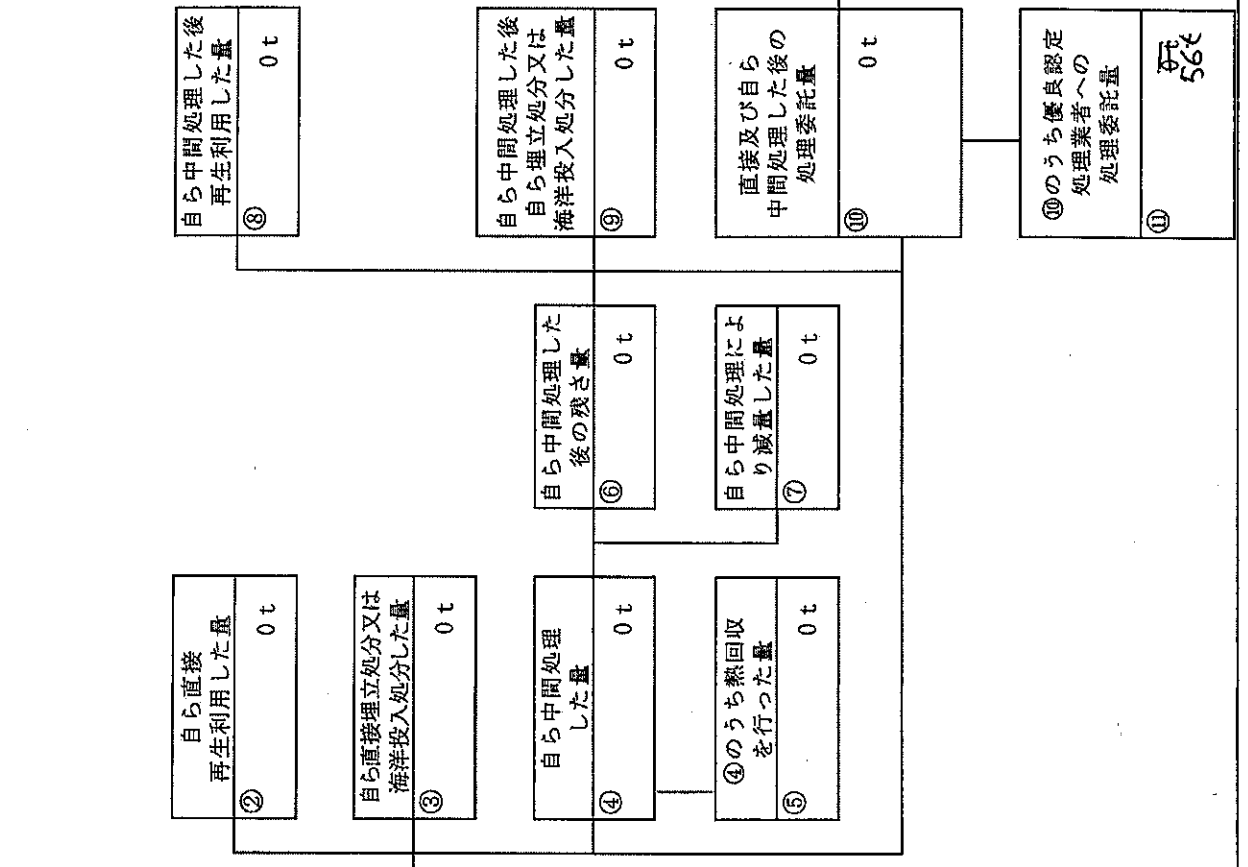 自ら直接
再生利用した量
② 0 t
自ら直接埋立処分又は
海洋投入処分した量
③ 0 t
自ら中間処理
した量
④ 0 t
④のうち熱回収
を行った量
⑤ 0 t
自ら中間処理した
後の残さ量
⑥ 0 t
自ら中間処理によ
り減量した量
⑦ 0 t
自ら中間処理した後
再生利用した量
⑧ 0 t
自ら中間処理した後
自ら埋立処分又は
海洋投入処分した量
⑨ 0 t
直接及び自ら
中間処理した後の
処理委託量
⑩ 0 t
⑩のうち優良認定
処理業者への
処理委託量
⑪ 0t
56t